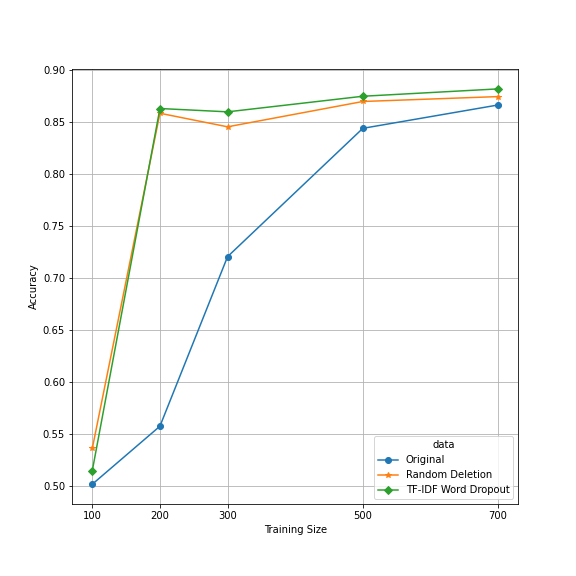 0.90
0.85
0.80
0.75
0.70
0.65
0.60
0.55
0.50
Accuracy
data
Original
Random Deletion
TF-IDF Word Dropout
100 200 300 500 700
Training Size